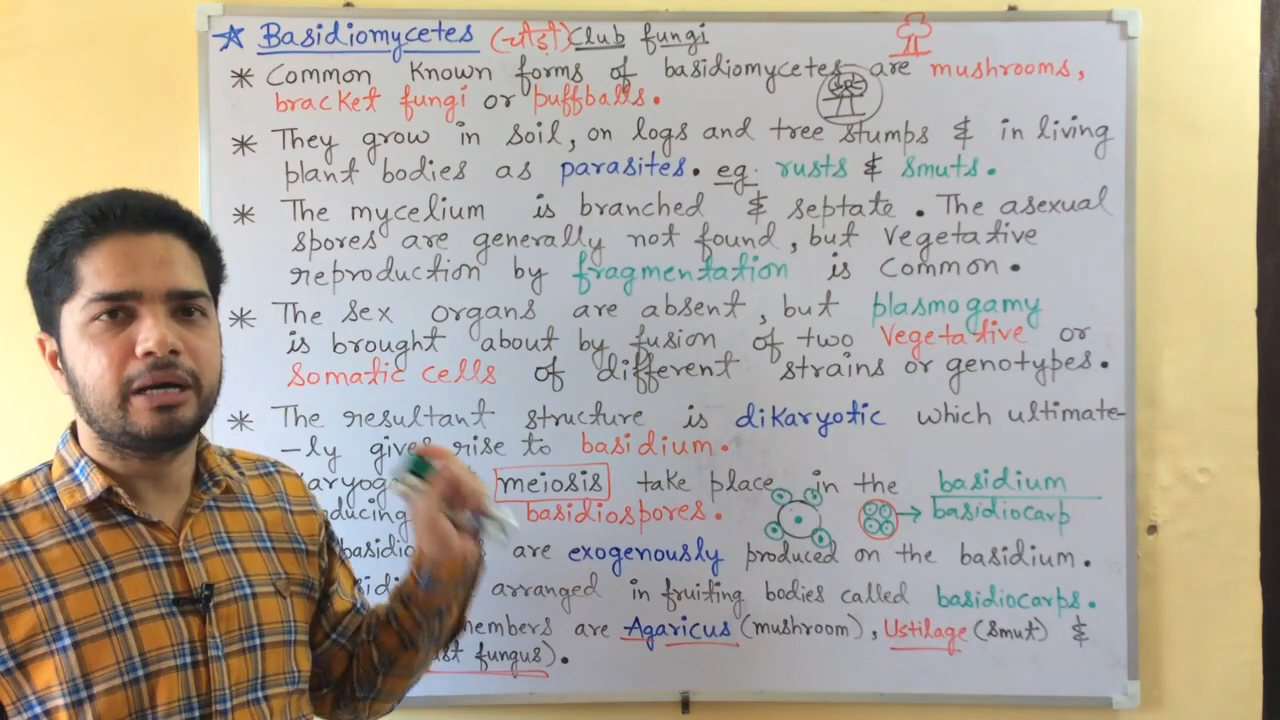 ☆ Basidiomycetes (चौड़ी) Club fungi
* Common Known forms of basidiomycetes are mushrooms,
bracket fungi or puffballs.
* They grow in soil, on logs and tree stumps & in living
plant bodies as parasites. eg. rusts & smuts.
* The mycelium is branched & septate. The asexual
spores are generally not found, but vegetative
reproduction by fragmentation is common.
* The sex organs are absent, but plasmogamy
is brought about by fusion of two vegetative or
somatic cells of different strains or genotypes.
* The resultant structure is dikaryotic which ultimate-
-ly gives rise to basidium.
meiosis take place in the basidium
basidiospores. → basidiocarp
are exogenously produced on the basidium.
arranged in fruiting bodies called basidiocarps.
members are Agaricus (mushroom), Ustilage (smut) &
fungus).